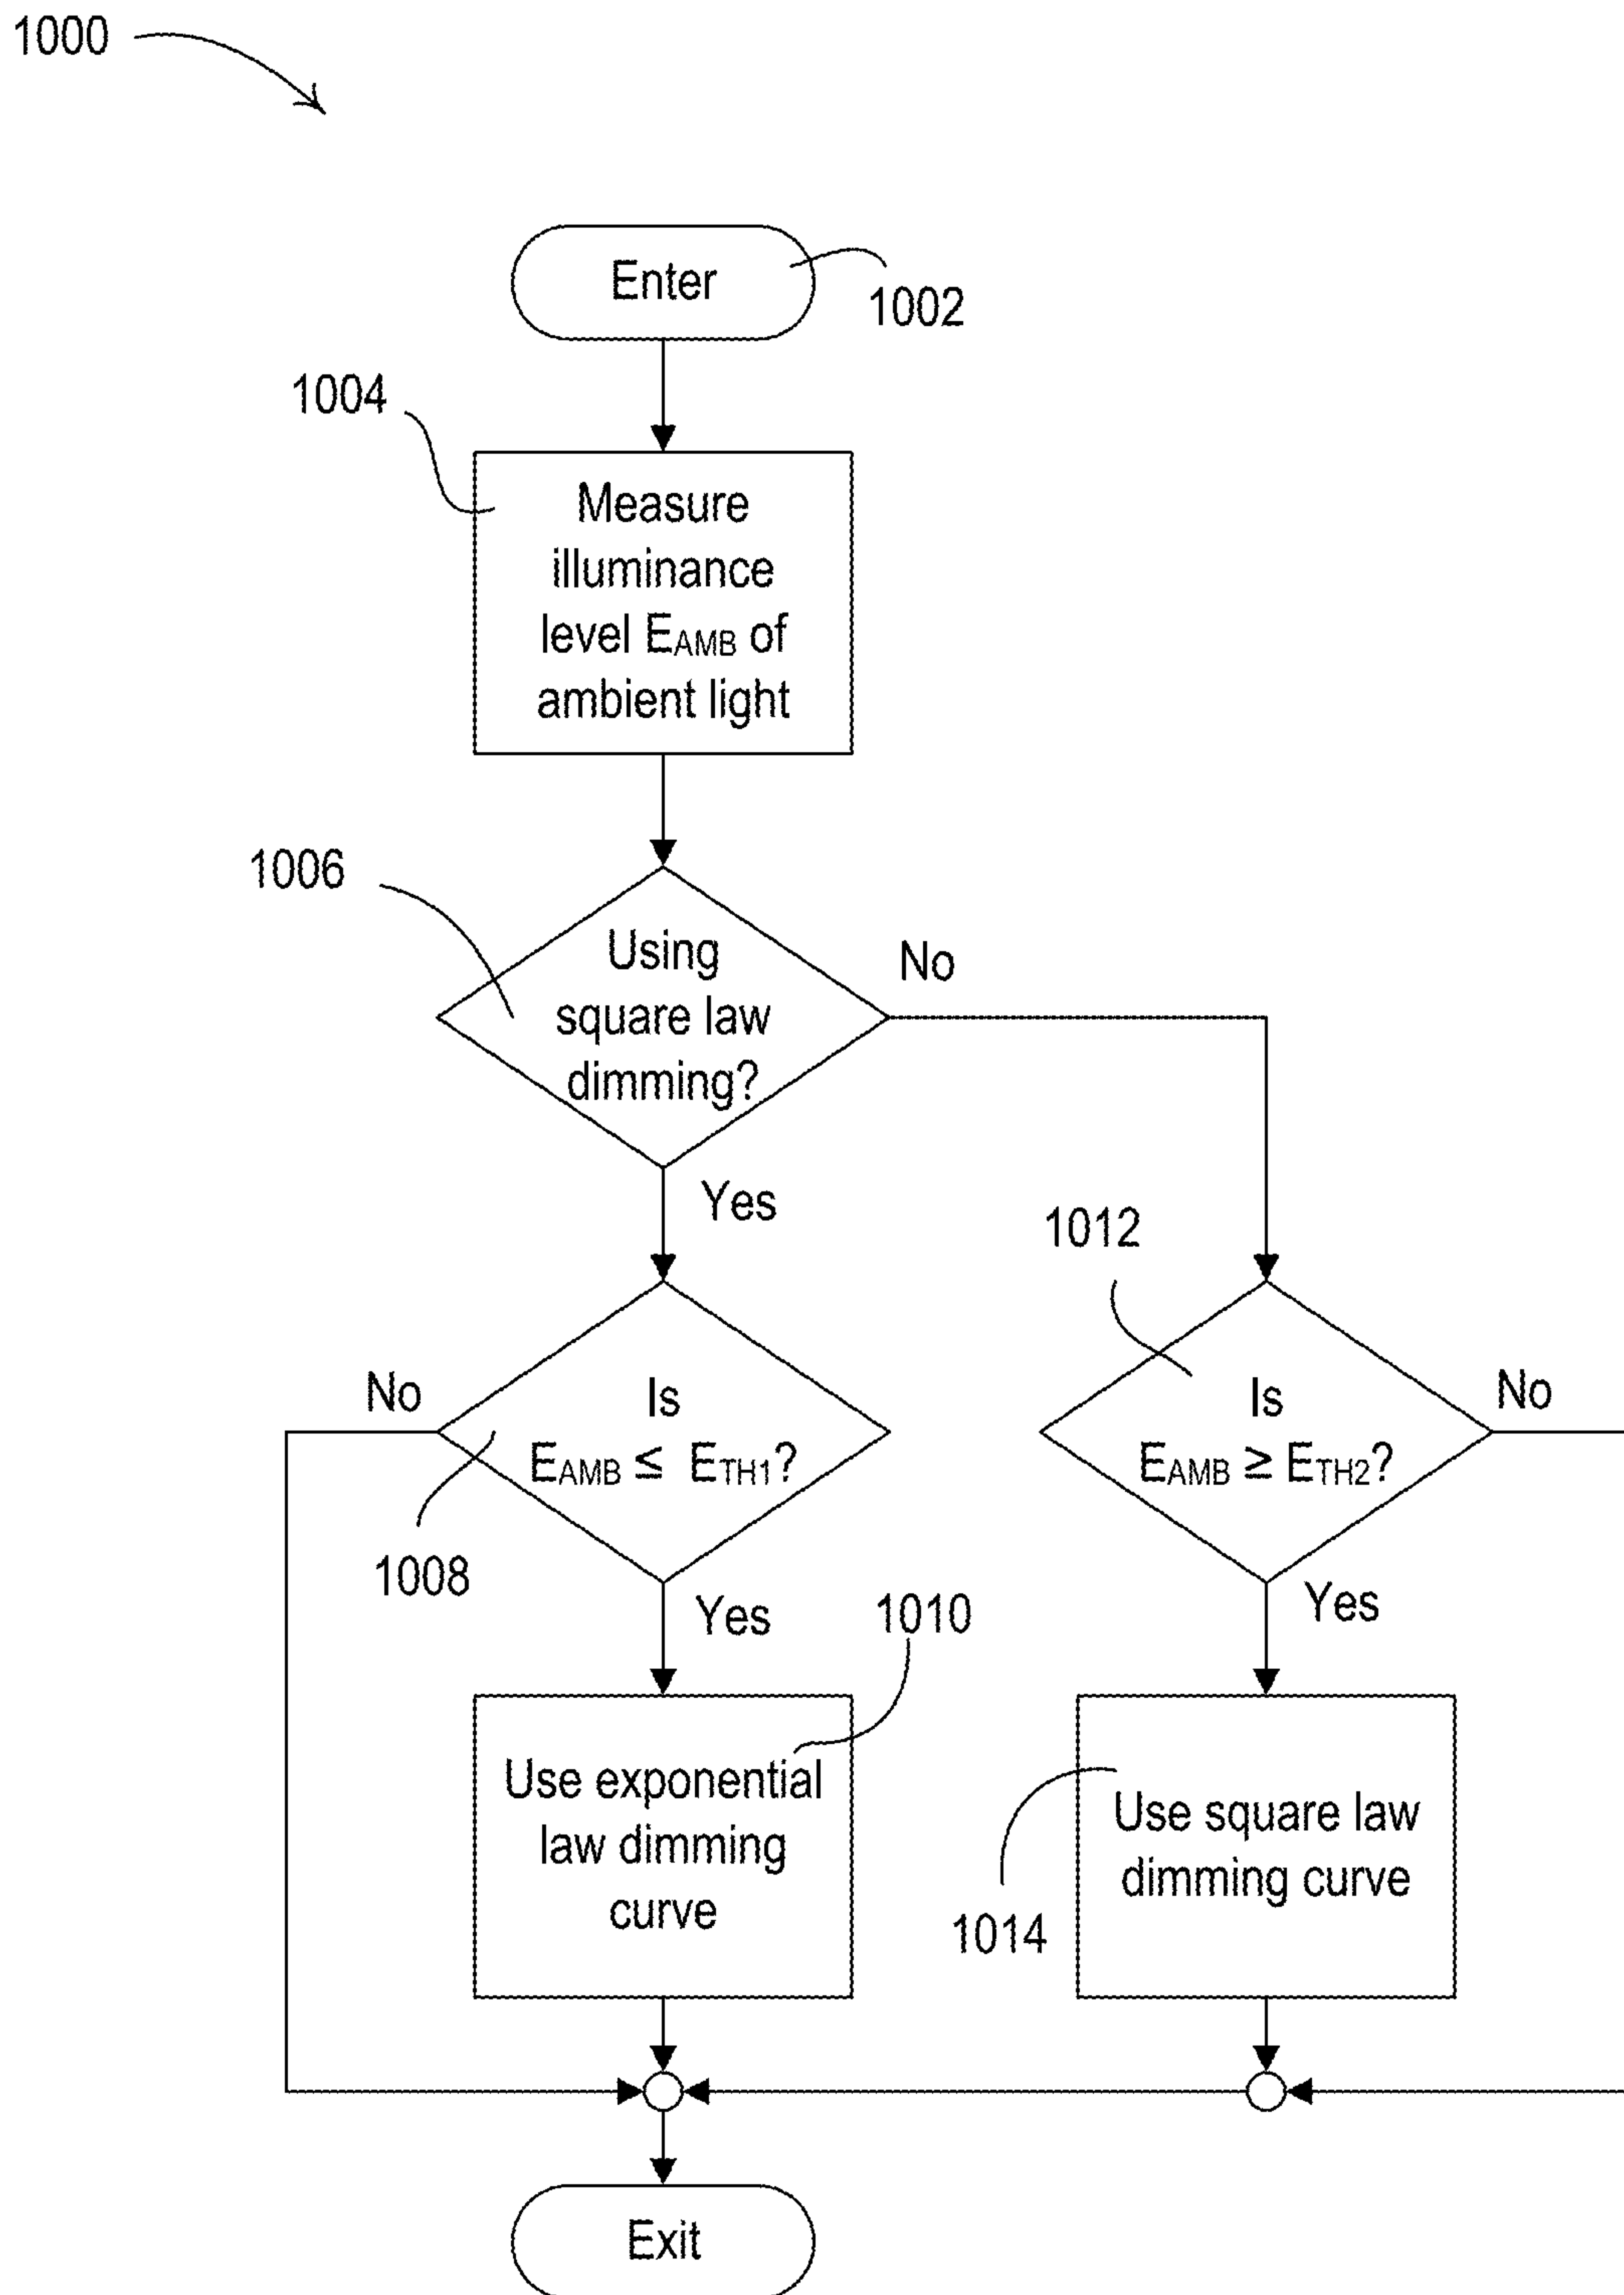 1000
Enter
1002
1004
Measure
illuminance
level EAMB of
ambient light
1006
Using
square law
dimming?
No
Yes
1012
No
Is
EAMB ≤ ETH1?
1008
Is
EAMB ≥ ETH2?
No
Yes
1010
Yes
Use exponential
law dimming
curve
Use square law
dimming curve
1014
Exit